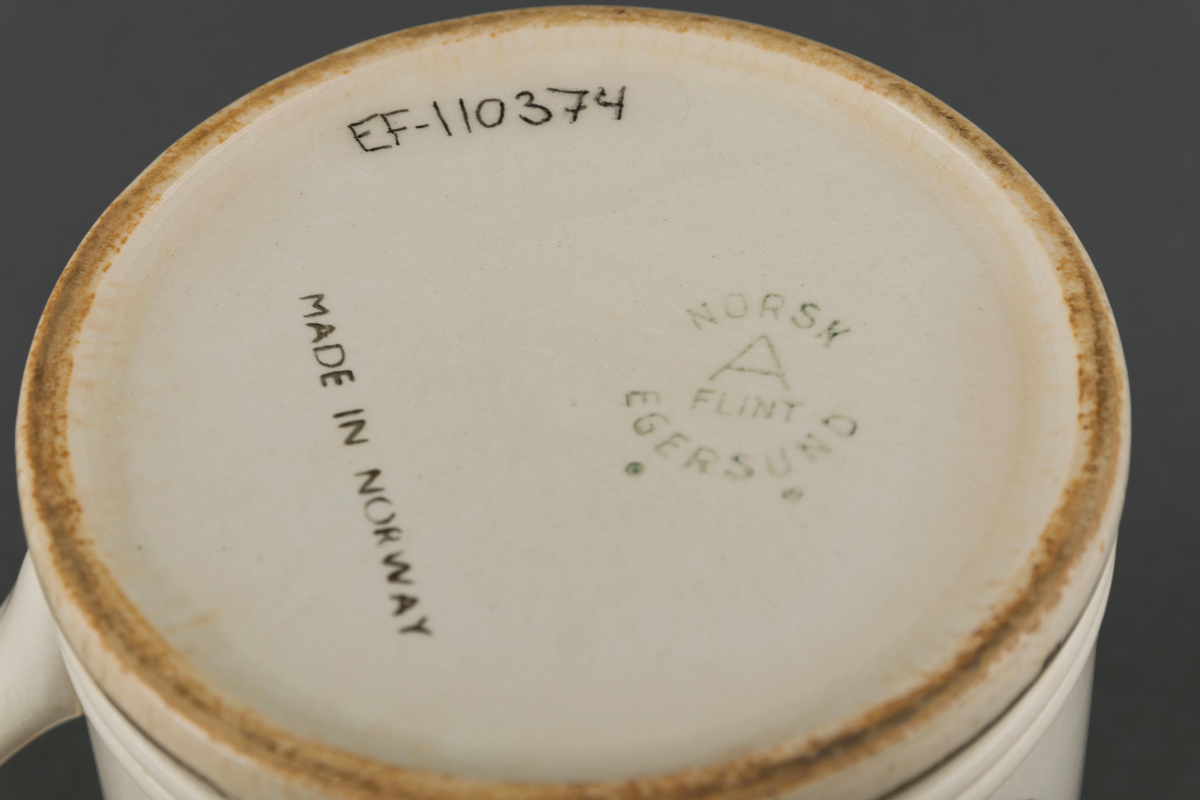 EF-110374
MADE IN NORWAY
NORSK
A
FLINT
EGERSUND